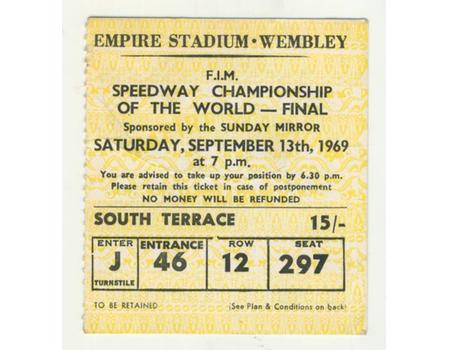 EMPIRE STADIUM • WEMBLEY
F.I.M.
SPEEDWAY CHAMPIONSHIP
OF THE WORLD — FINAL
Sponsored by the SUNDAY MIRROR
SATURDAY, SEPTEMBER 13th, 1969
at 7 p.m.
You are advised to take up your position by 6.30 p.m.
Please retain this ticket in case of postponement
NO MONEY WILL BE REFUNDED
SOUTH TERRACE 15/-
ENTER ENTRANCE ROW SEAT
J 46 12 297
TURNSTILE
TO BE RETAINED (See Plan & Conditions on back)